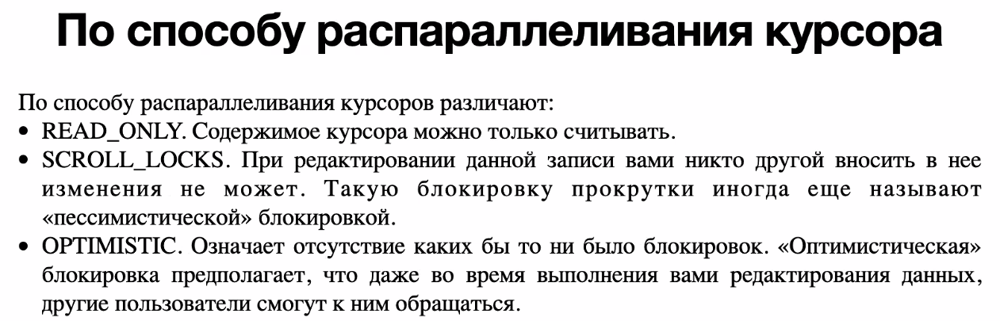 По способу распараллеливания курсора
По способу распараллеливания курсоров различают:
• READ_ONLY. Содержимое курсора можно только считывать.
• SCROLL_LOCKS. При редактировании данной записи вами никто другой вносить в нее
изменения не может. Такую блокировку прокрутки иногда еще называют
«пессимистической» блокировкой.
• OPTIMISTIC. Означает отсутствие каких бы то ни было блокировок. «Оптимистическая»
блокировка предполагает, что даже во время выполнения вами редактирования данных,
другие пользователи смогут к ним обращаться.